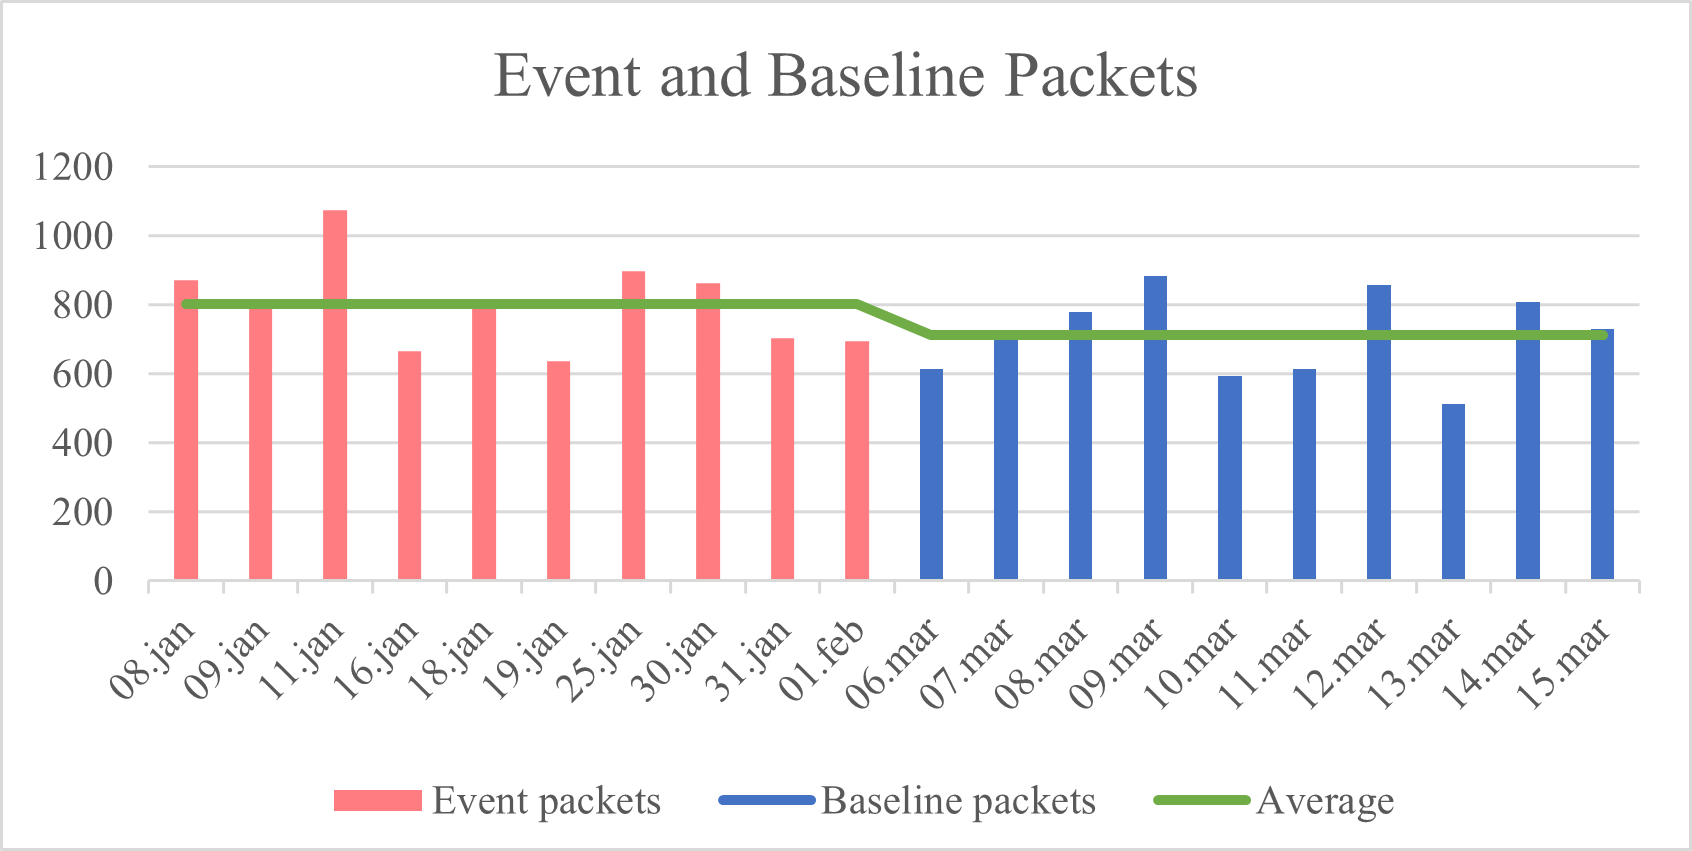 Event and Baseline Packets
1200
1000
800
600
400
200
0
08.jan 09.jan 11.jan 16.jan 18.jan 19.jan 25.jan 30.jan 31.jan 01.feb 06.mar 07.mar 08.mar 09.mar 10.mar 11.mar 12.mar 13.mar 14.mar 15.mar
Event packets Baseline packets Average